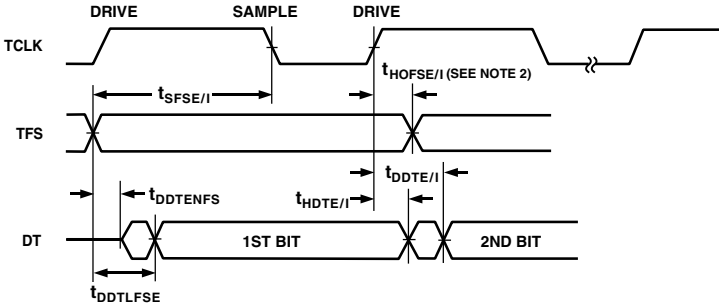 DRIVE SAMPLE DRIVE
TCLK
tHOFSE/I (SEE NOTE 2)
tSFSE/I
TFS
tDDTE/I
tDDTENFS
tHDTE/I
DT
1ST BIT
2ND BIT
tDDTLFSE